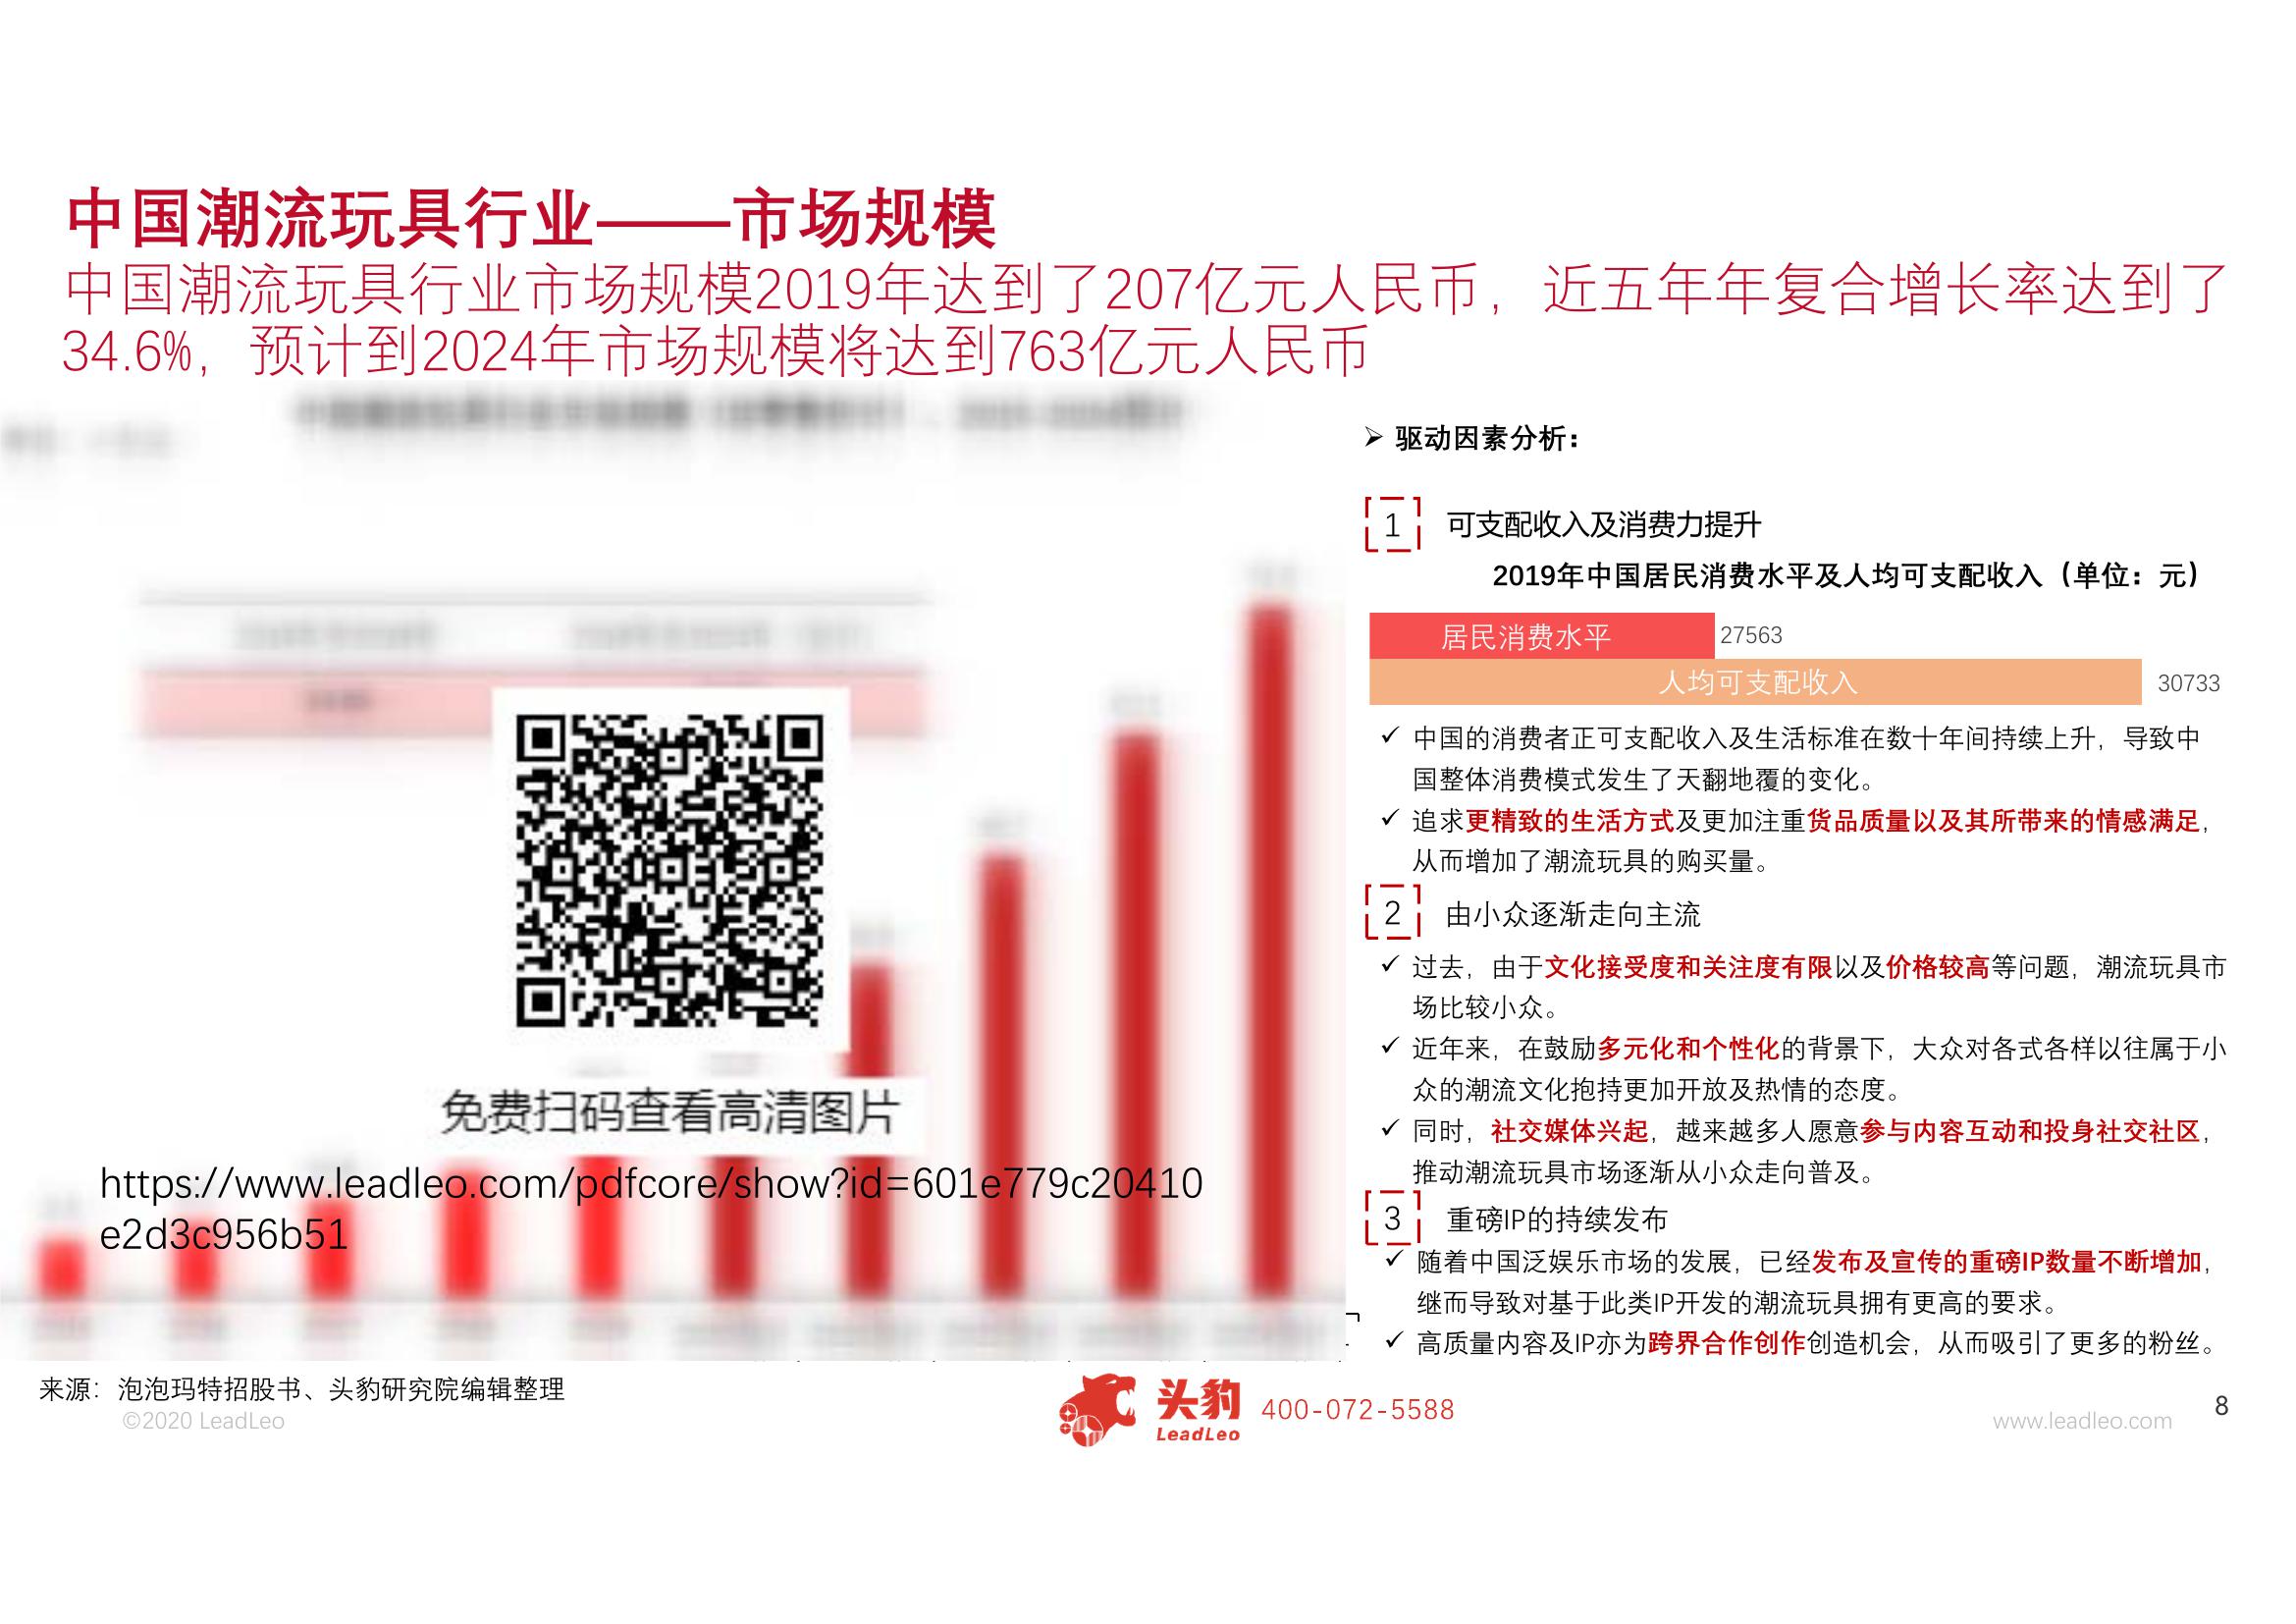 中国潮流玩具行业——市场规模
中国潮流玩具行业市场规模2019年达到了207亿元人民币，近五年年复合增长率达到了
34.6%，预计到2024年市场规模将达到763亿元人民币
免费扫码查看高清图片
https://www.leadleo.com/pdfcore/show?id=601e779c20410
e2d3c956b51
➢ 驱动因素分析：
1 可支配收入及消费力提升
2019年中国居民消费水平及人均可支配收入（单位：元）
居民消费水平 27563
人均可支配收入 30733
✓ 中国的消费者正可支配收入及生活标准在数十年间持续上升，导致中
国整体消费模式发生了天翻地覆的变化。
✓ 追求更精致的生活方式及更加注重货品质量以及其所带来的情感满足，
从而增加了潮流玩具的购买量。
2 由小众逐渐走向主流
✓ 过去，由于文化接受度和关注度有限以及价格较高等问题，潮流玩具市
场比较小众。
✓ 近年来，在鼓励多元化和个性化的背景下，大众对各式各样以往属于小
众的潮流文化抱持更加开放及热情的态度。
✓ 同时，社交媒体兴起，越来越多人愿意参与内容互动和投身社交社区，
推动潮流玩具市场逐渐从小众走向普及。
3 重磅IP的持续发布
✓ 随着中国泛娱乐市场的发展，已经发布及宣传的重磅IP数量不断增加，
继而导致对基于此类IP开发的潮流玩具拥有更高的要求。
✓ 高质量内容及IP亦为跨界合作创作创造机会，从而吸引了更多的粉丝。
来源：泡泡玛特招股书、头豹研究院编辑整理
©2020 LeadLeo
头豹
LeadLeo
400-072-5588
www.leadleo.com
8